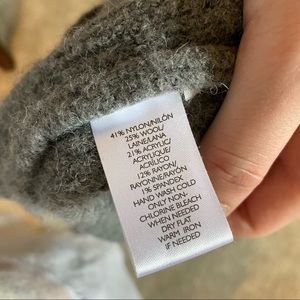 41% NYLON/NILÓN
25% WOOL/
LAINE/LANA
21% ACRYLIC/
ACRYLIQUE/
ACRÍLICO
12% RAYON/
RAYONNE/RAYÓN
1% SPANDEX
HAND WASH COLD
ONLY NON-
CHLORINE BLEACH
WHEN NEEDED
DRY FLAT
WARM IRON
IF NEEDED